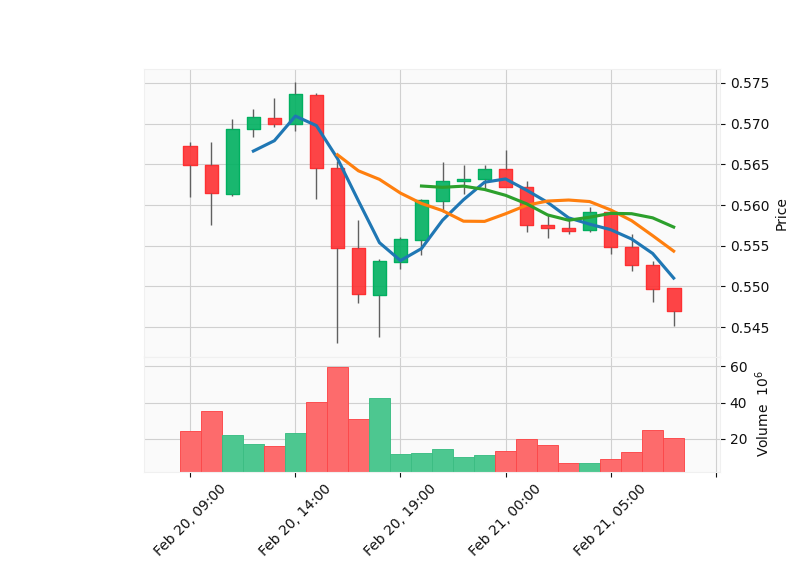 0.575
0.570
0.565
0.560
0.555
0.550
0.545
Price
60
40
20
Volume 10⁶
Feb 20, 09:00
Feb 20, 14:00
Feb 20, 19:00
Feb 21, 00:00
Feb 21, 05:00